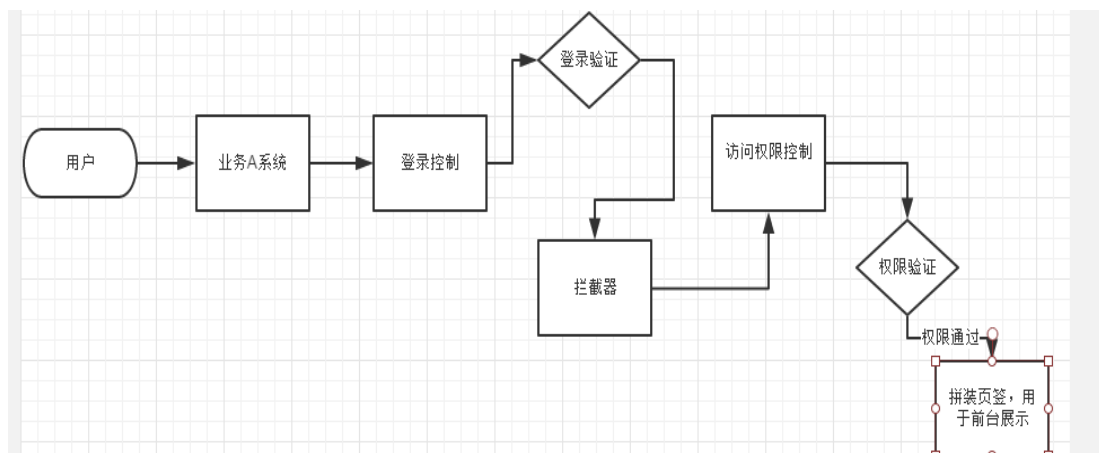 用户
业务A系统
登录控制
登录验证
拦截器
访问权限控制
权限验证
权限通过
拼装页签，用
于前台展示